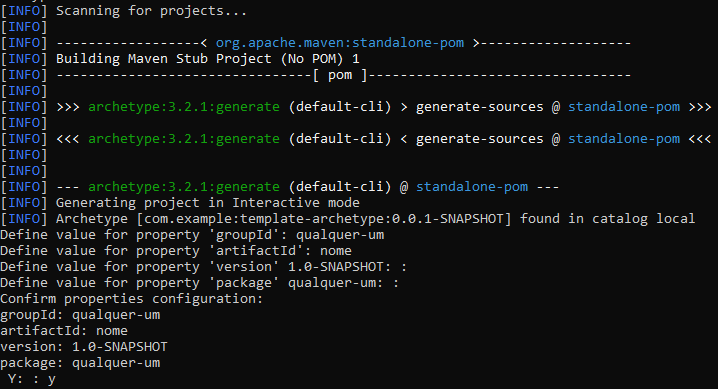 [INFO] Scanning for projects...
[INFO]
[INFO] ------------------< org.apache.maven:standalone-pom >-------------------
[INFO] Building Maven Stub Project (No POM) 1
[INFO] --------------------------------[ pom ]---------------------------------
[INFO]
[INFO] >>> archetype:3.2.1:generate (default-cli) > generate-sources @ standalone-pom >>>
[INFO]
[INFO] <<< archetype:3.2.1:generate (default-cli) < generate-sources @ standalone-pom <<<
[INFO]
[INFO]
[INFO] --- archetype:3.2.1:generate (default-cli) @ standalone-pom ---
[INFO] Generating project in Interactive mode
[INFO] Archetype [com.example:template-archetype:0.0.1-SNAPSHOT] found in catalog local
Define value for property 'groupId': qualquer-um
Define value for property 'artifactId': nome
Define value for property 'version' 1.0-SNAPSHOT: :
Define value for property 'package' qualquer-um: :
Confirm properties configuration:
groupId: qualquer-um
artifactId: nome
version: 1.0-SNAPSHOT
package: qualquer-um
Y: : y